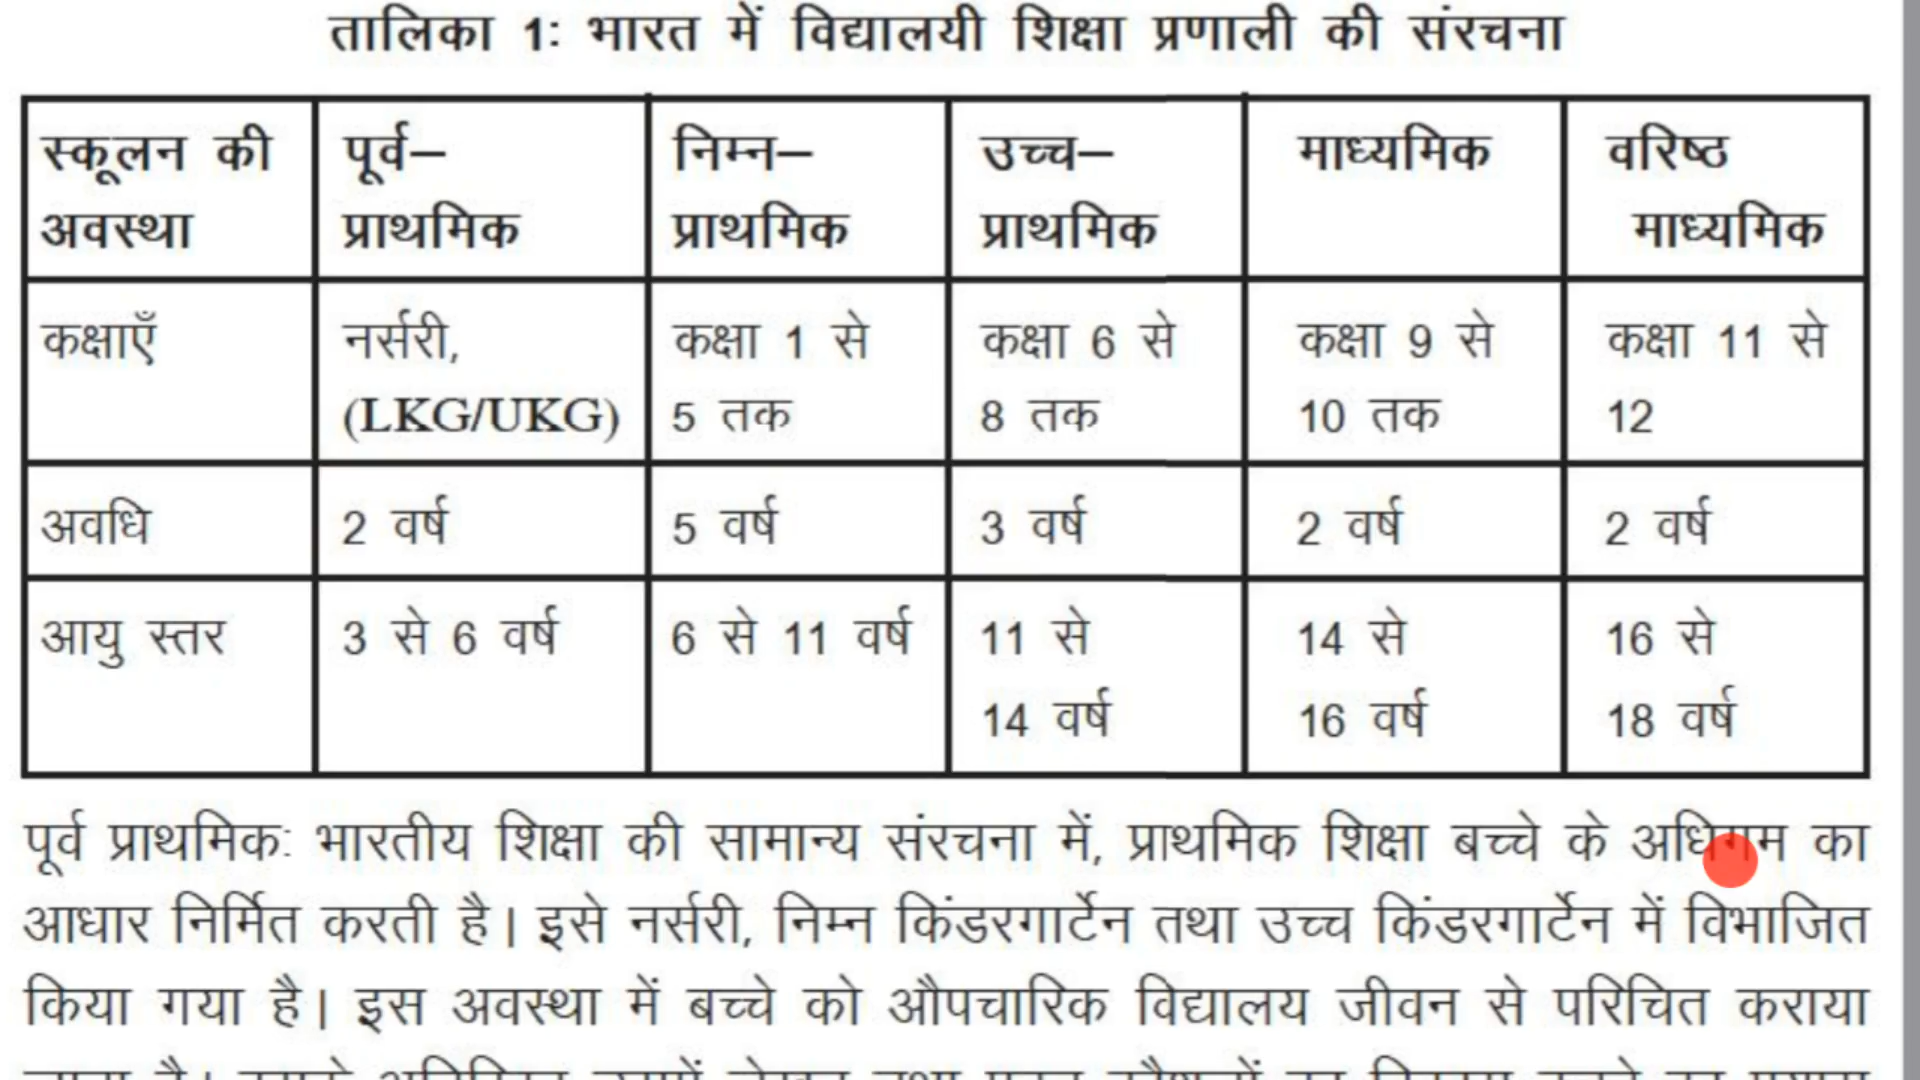 तालिका 1: भारत में विद्यालयी शिक्षा प्रणाली की संरचना
स्कूलन की अवस्था | पूर्व– प्राथमिक | निम्न– प्राथमिक | उच्च– प्राथमिक | माध्यमिक | वरिष्ठ माध्यमिक
कक्षाएँ | नर्सरी, (LKG/UKG) | कक्षा 1 से 5 तक | कक्षा 6 से 8 तक | कक्षा 9 से 10 तक | कक्षा 11 से 12
अवधि | 2 वर्ष | 5 वर्ष | 3 वर्ष | 2 वर्ष | 2 वर्ष
आयु स्तर | 3 से 6 वर्ष | 6 से 11 वर्ष | 11 से 14 वर्ष | 14 से 16 वर्ष | 16 से 18 वर्ष
पूर्व प्राथमिक: भारतीय शिक्षा की सामान्य संरचना में, प्राथमिक शिक्षा बच्चे के अधिगम का
आधार निर्मित करती है। इसे नर्सरी, निम्न किंडरगार्टेन तथा उच्च किंडरगार्टेन में विभाजित
किया गया है। इस अवस्था में बच्चे को औपचारिक विद्यालय जीवन से परिचित कराया